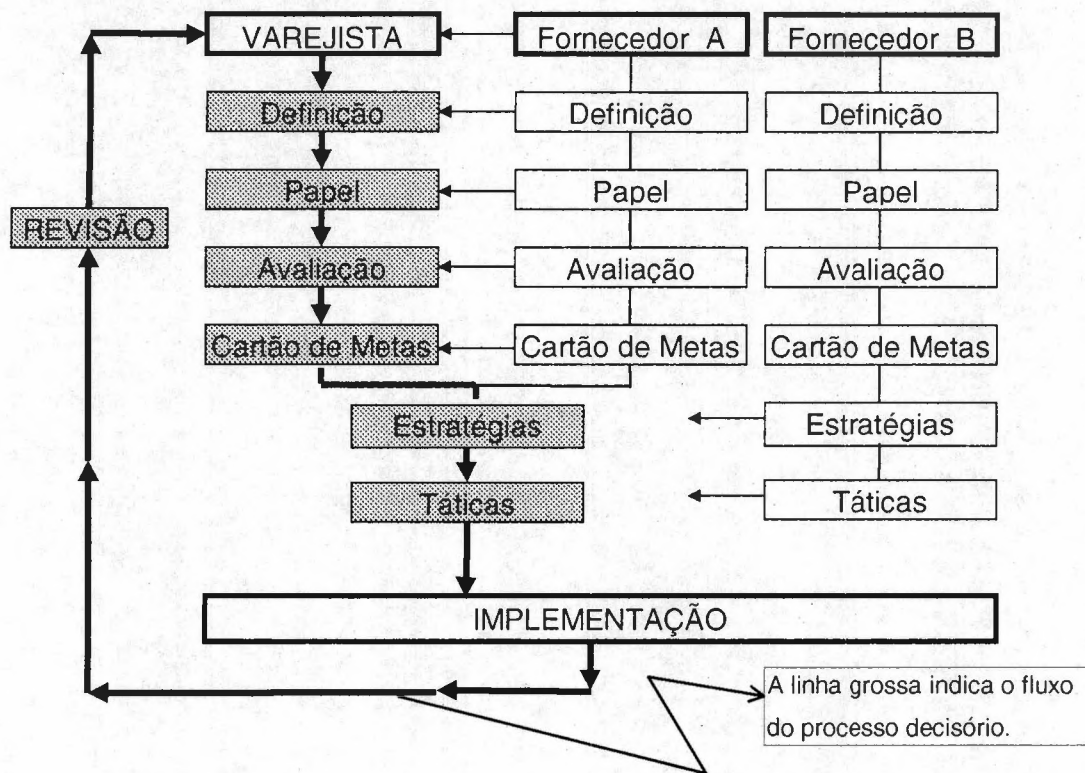 VAREJISTA
Fornecedor A
Fornecedor B
Definição
Definição
Definição
Papel
Papel
Papel
REVISÃO
Avaliação
Avaliação
Avaliação
Cartão de Metas
Cartão de Metas
Cartão de Metas
Estratégias
Estratégias
Táticas
Táticas
IMPLEMENTAÇÃO
A linha grossa indica o fluxo
do processo decisório.